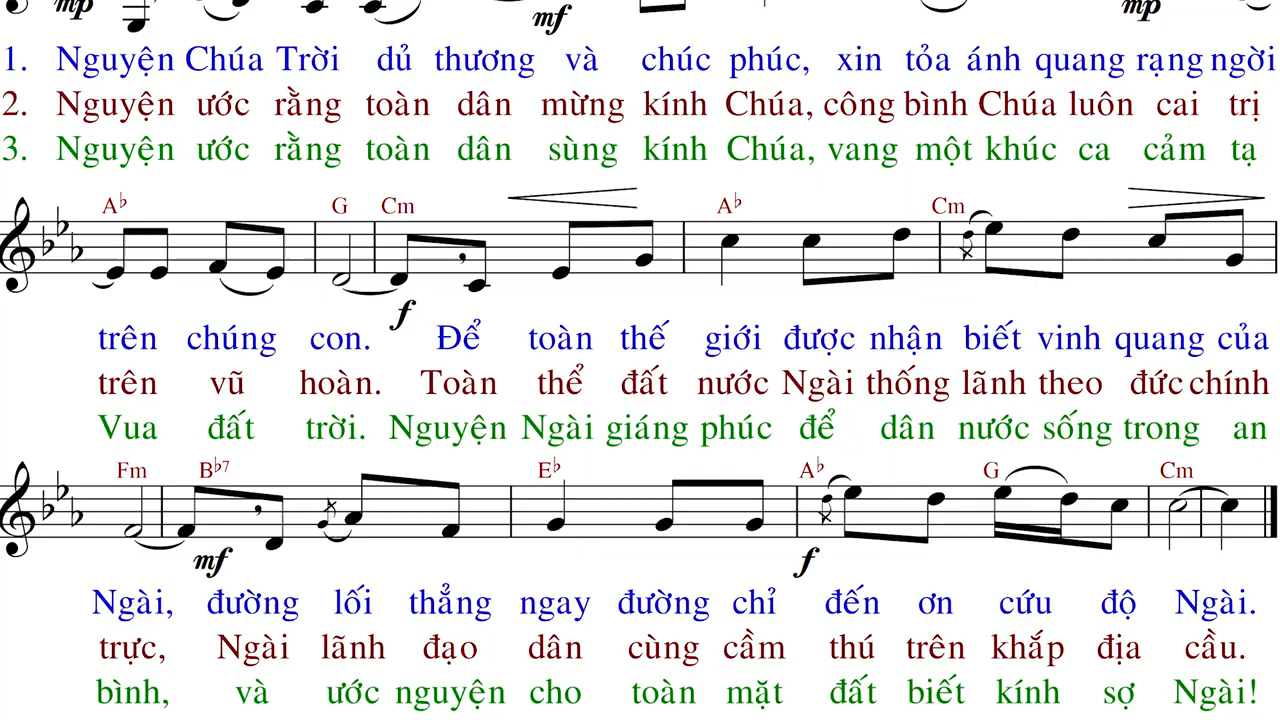 mp mf mp
1. Nguyện Chúa Trời dủ thương và chúc phúc, xin tỏa ánh quang rạng ngời
2. Nguyện ước rằng toàn dân mừng kính Chúa, công bình Chúa luôn cai trị
3. Nguyện ước rằng toàn dân sùng kính Chúa, vang một khúc ca cảm tạ
A♭ G Cm A♭ Cm
f
trên chúng con. Để toàn thế giới được nhận biết vinh quang của
trên vũ hoàn. Toàn thể đất nước Ngài thống lãnh theo đức chính
Vua đất trời. Nguyện Ngài giáng phúc để dân nước sống trong an
Fm B♭7 E♭ A♭ G Cm
mf f
Ngài, đường lối thẳng ngay đường chỉ đến ơn cứu độ Ngài.
trực, Ngài lãnh đạo dân cùng cầm thú trên khắp địa cầu.
bình, và ước nguyện cho toàn mặt đất biết kính sợ Ngài!